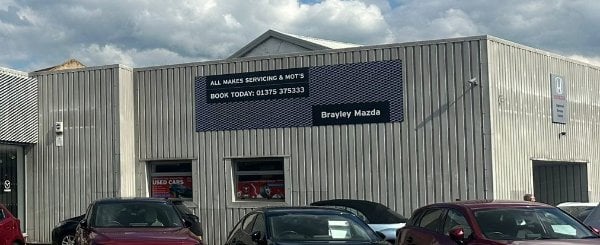 ALL MAKES SERVICING & MOT'S
BOOK TODAY: 01375 375333
Brayley Mazda
USED CARS